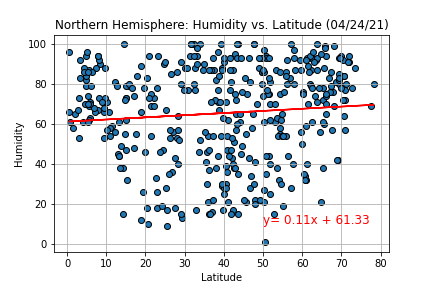 Northern Hemisphere: Humidity vs. Latitude (04/24/21)
100
80
60
40
20
0
Humidity
y= 0.11x + 61.33
0 10 20 30 40 50 60 70 80
Latitude